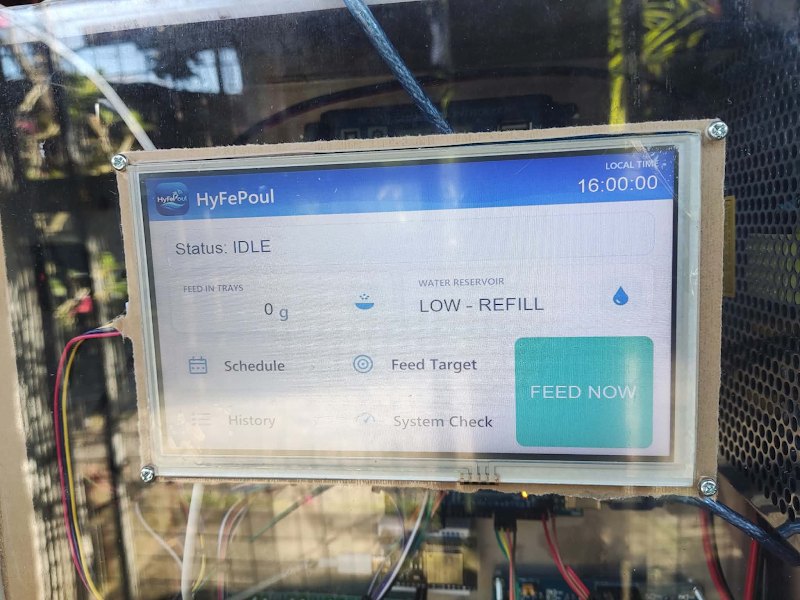 LOCAL TIME
HyFePoul
HyFePoul
16:00:00
Status: IDLE
FEED IN TRAYS
0 g
WATER RESERVOIR
LOW - REFILL
Schedule
Feed Target
FEED NOW
History
System Check